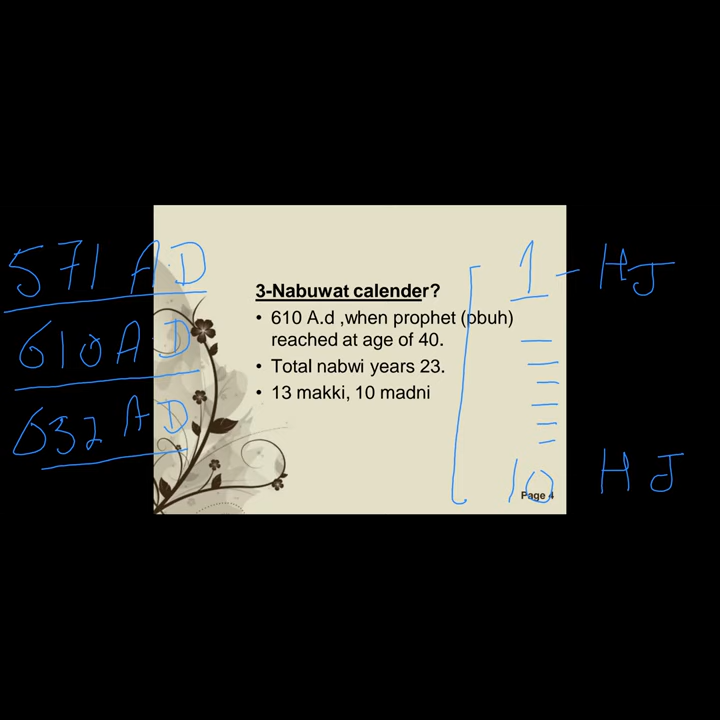 571 AD
610 AD
632 AD
3-Nabuwat calender?
• 610 A.d ,when prophet (pbuh)
reached at age of 40.
• Total nabwi years 23.
• 13 makki, 10 madni
1 - HJ
10 HJ
Page 4